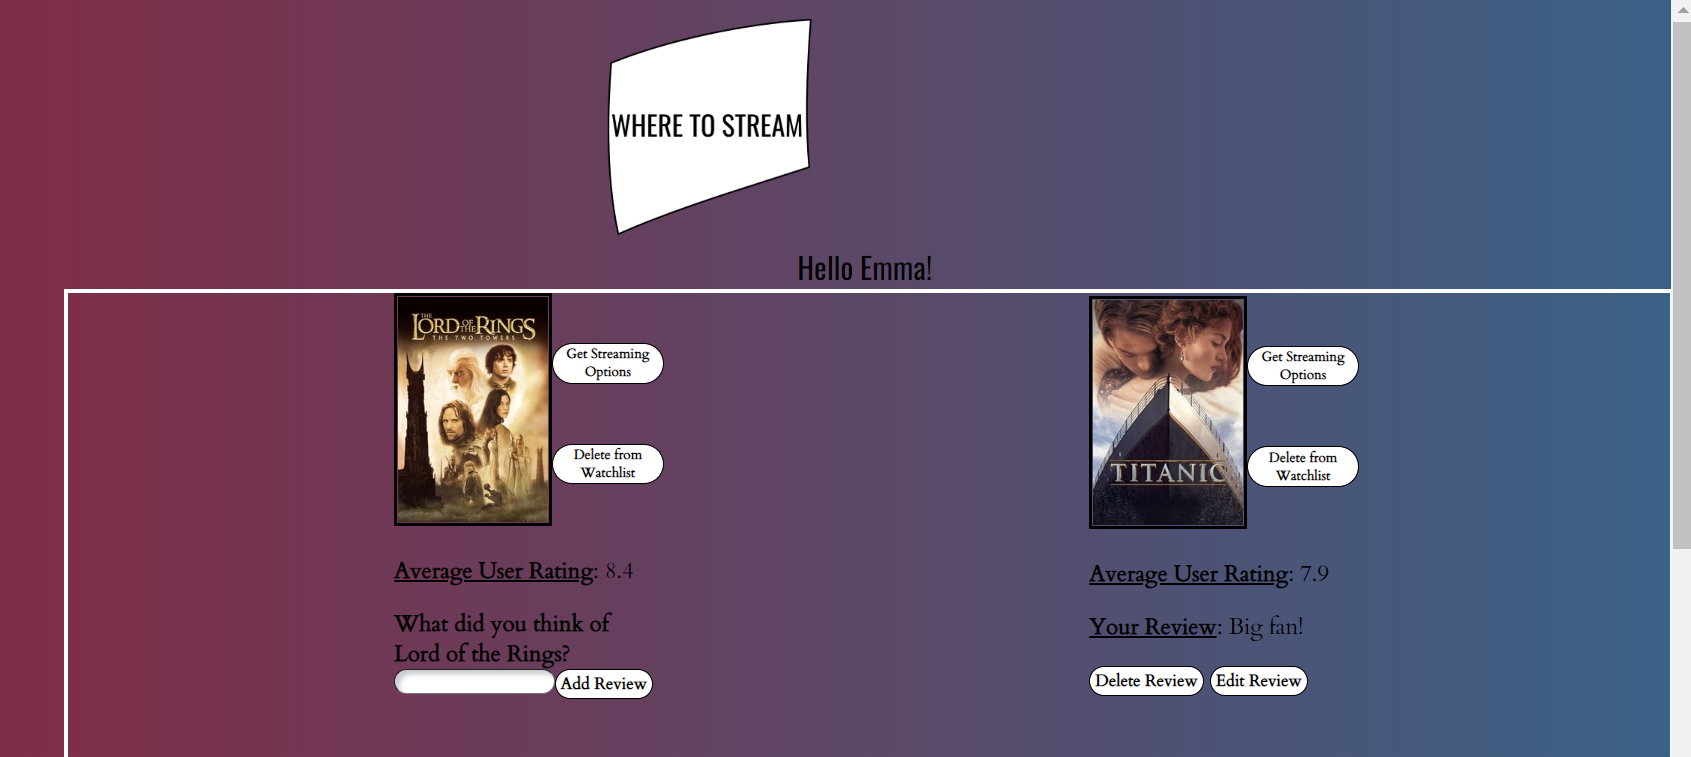 WHERE TO STREAM
Hello Emma!
THE
LORD OF THE RINGS
THE TWO TOWERS
Get Streaming
Options
Delete from
Watchlist
Average User Rating: 8.4
What did you think of
Lord of the Rings?
Add Review
TITANIC
Get Streaming
Options
Delete from
Watchlist
Average User Rating: 7.9
Your Review: Big fan!
Delete Review
Edit Review